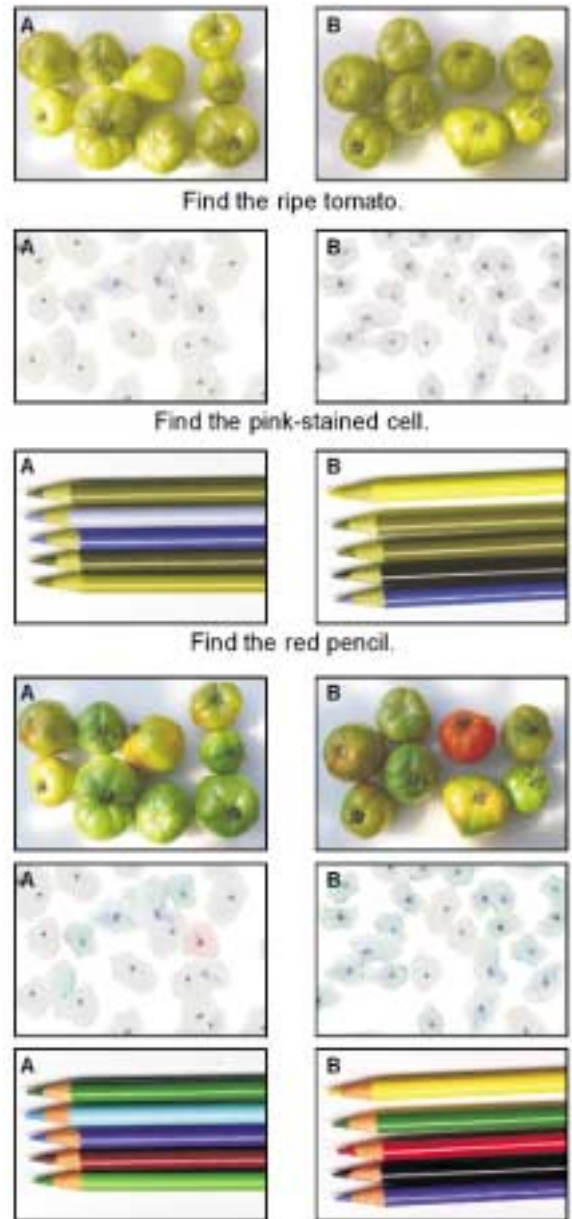 A B
Find the ripe tomato.
A B
Find the pink-stained cell.
A B
Find the red pencil.
A B
A B
A B